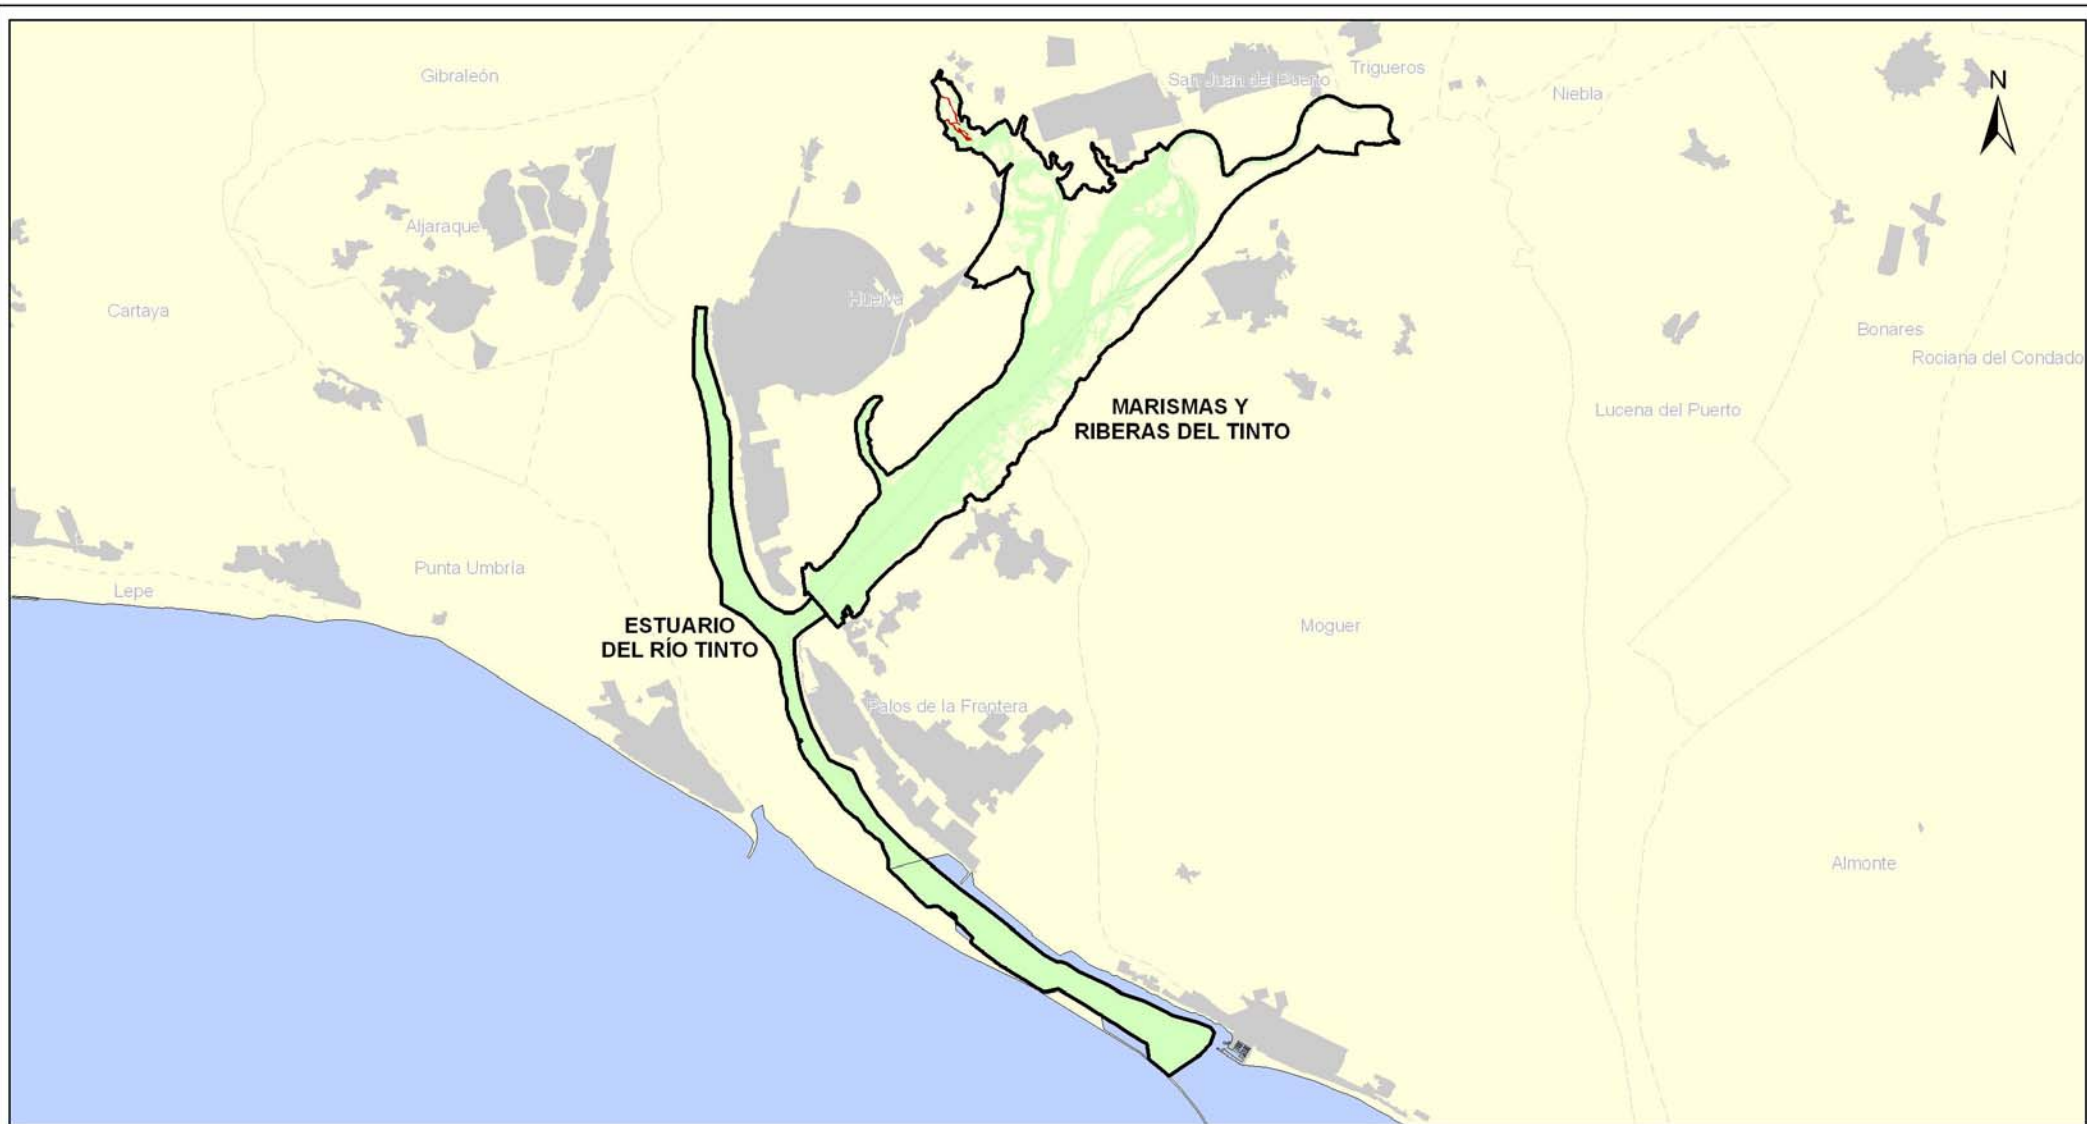 Gibraleón
San Juan del Puerto
Trigueros
Niebla
N
Aljaraque
Cartaya
Huelva
Bonares
Rociana del Condado
MARISMAS Y
RIBERAS DEL TINTO
Lucena del Puerto
Punta Umbría
Lepe
ESTUARIO
DEL RÍO TINTO
Moguer
Palos de la Frontera
Almonte